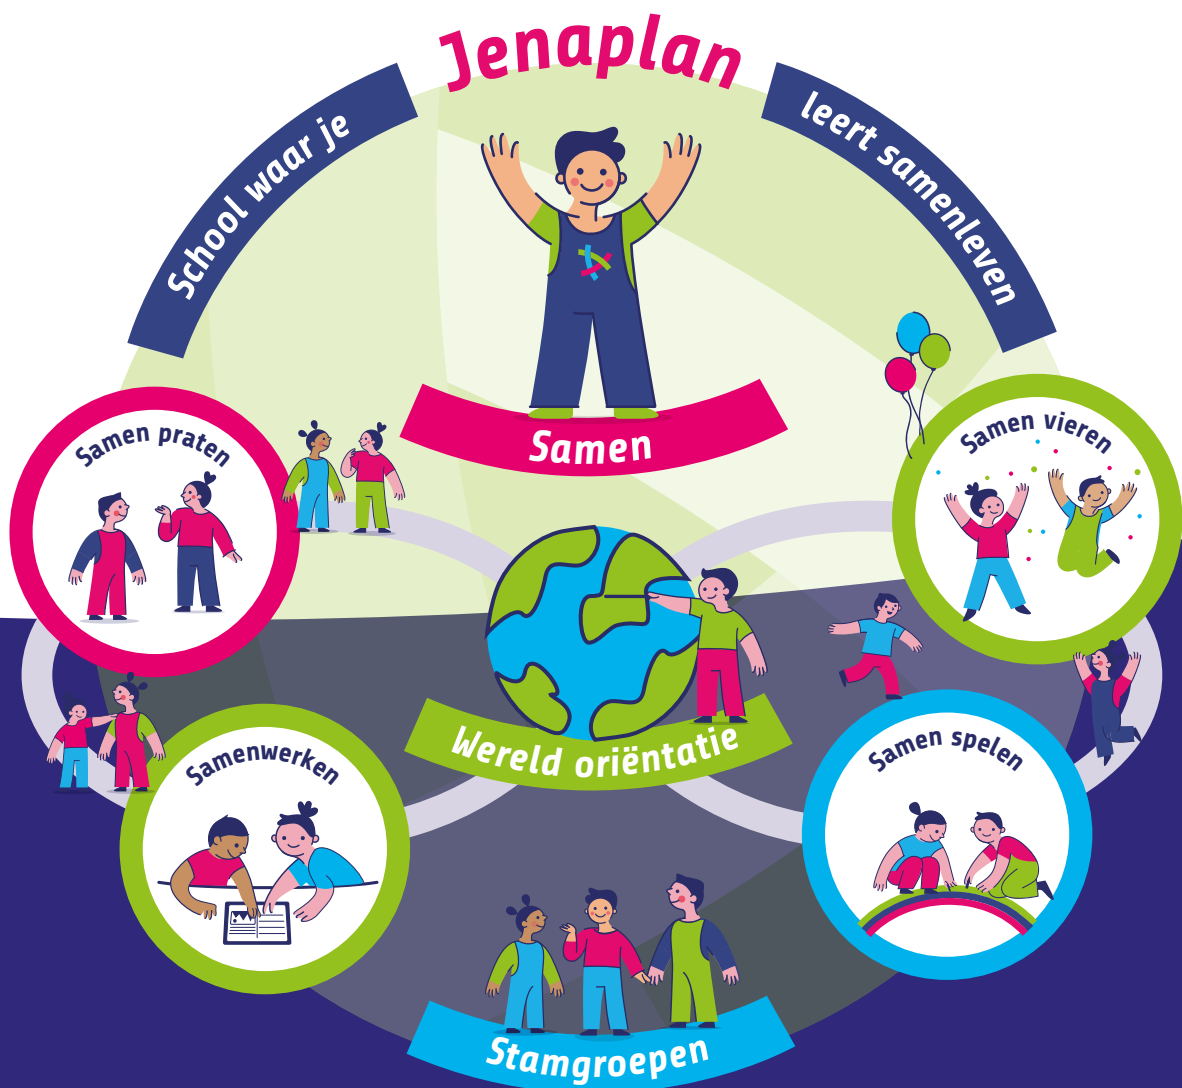 Jenaplan
School waar je
leert samenleven
Samen
Samen praten
Samen vieren
Wereld oriëntatie
Samenwerken
Samen spelen
Stamgroepen